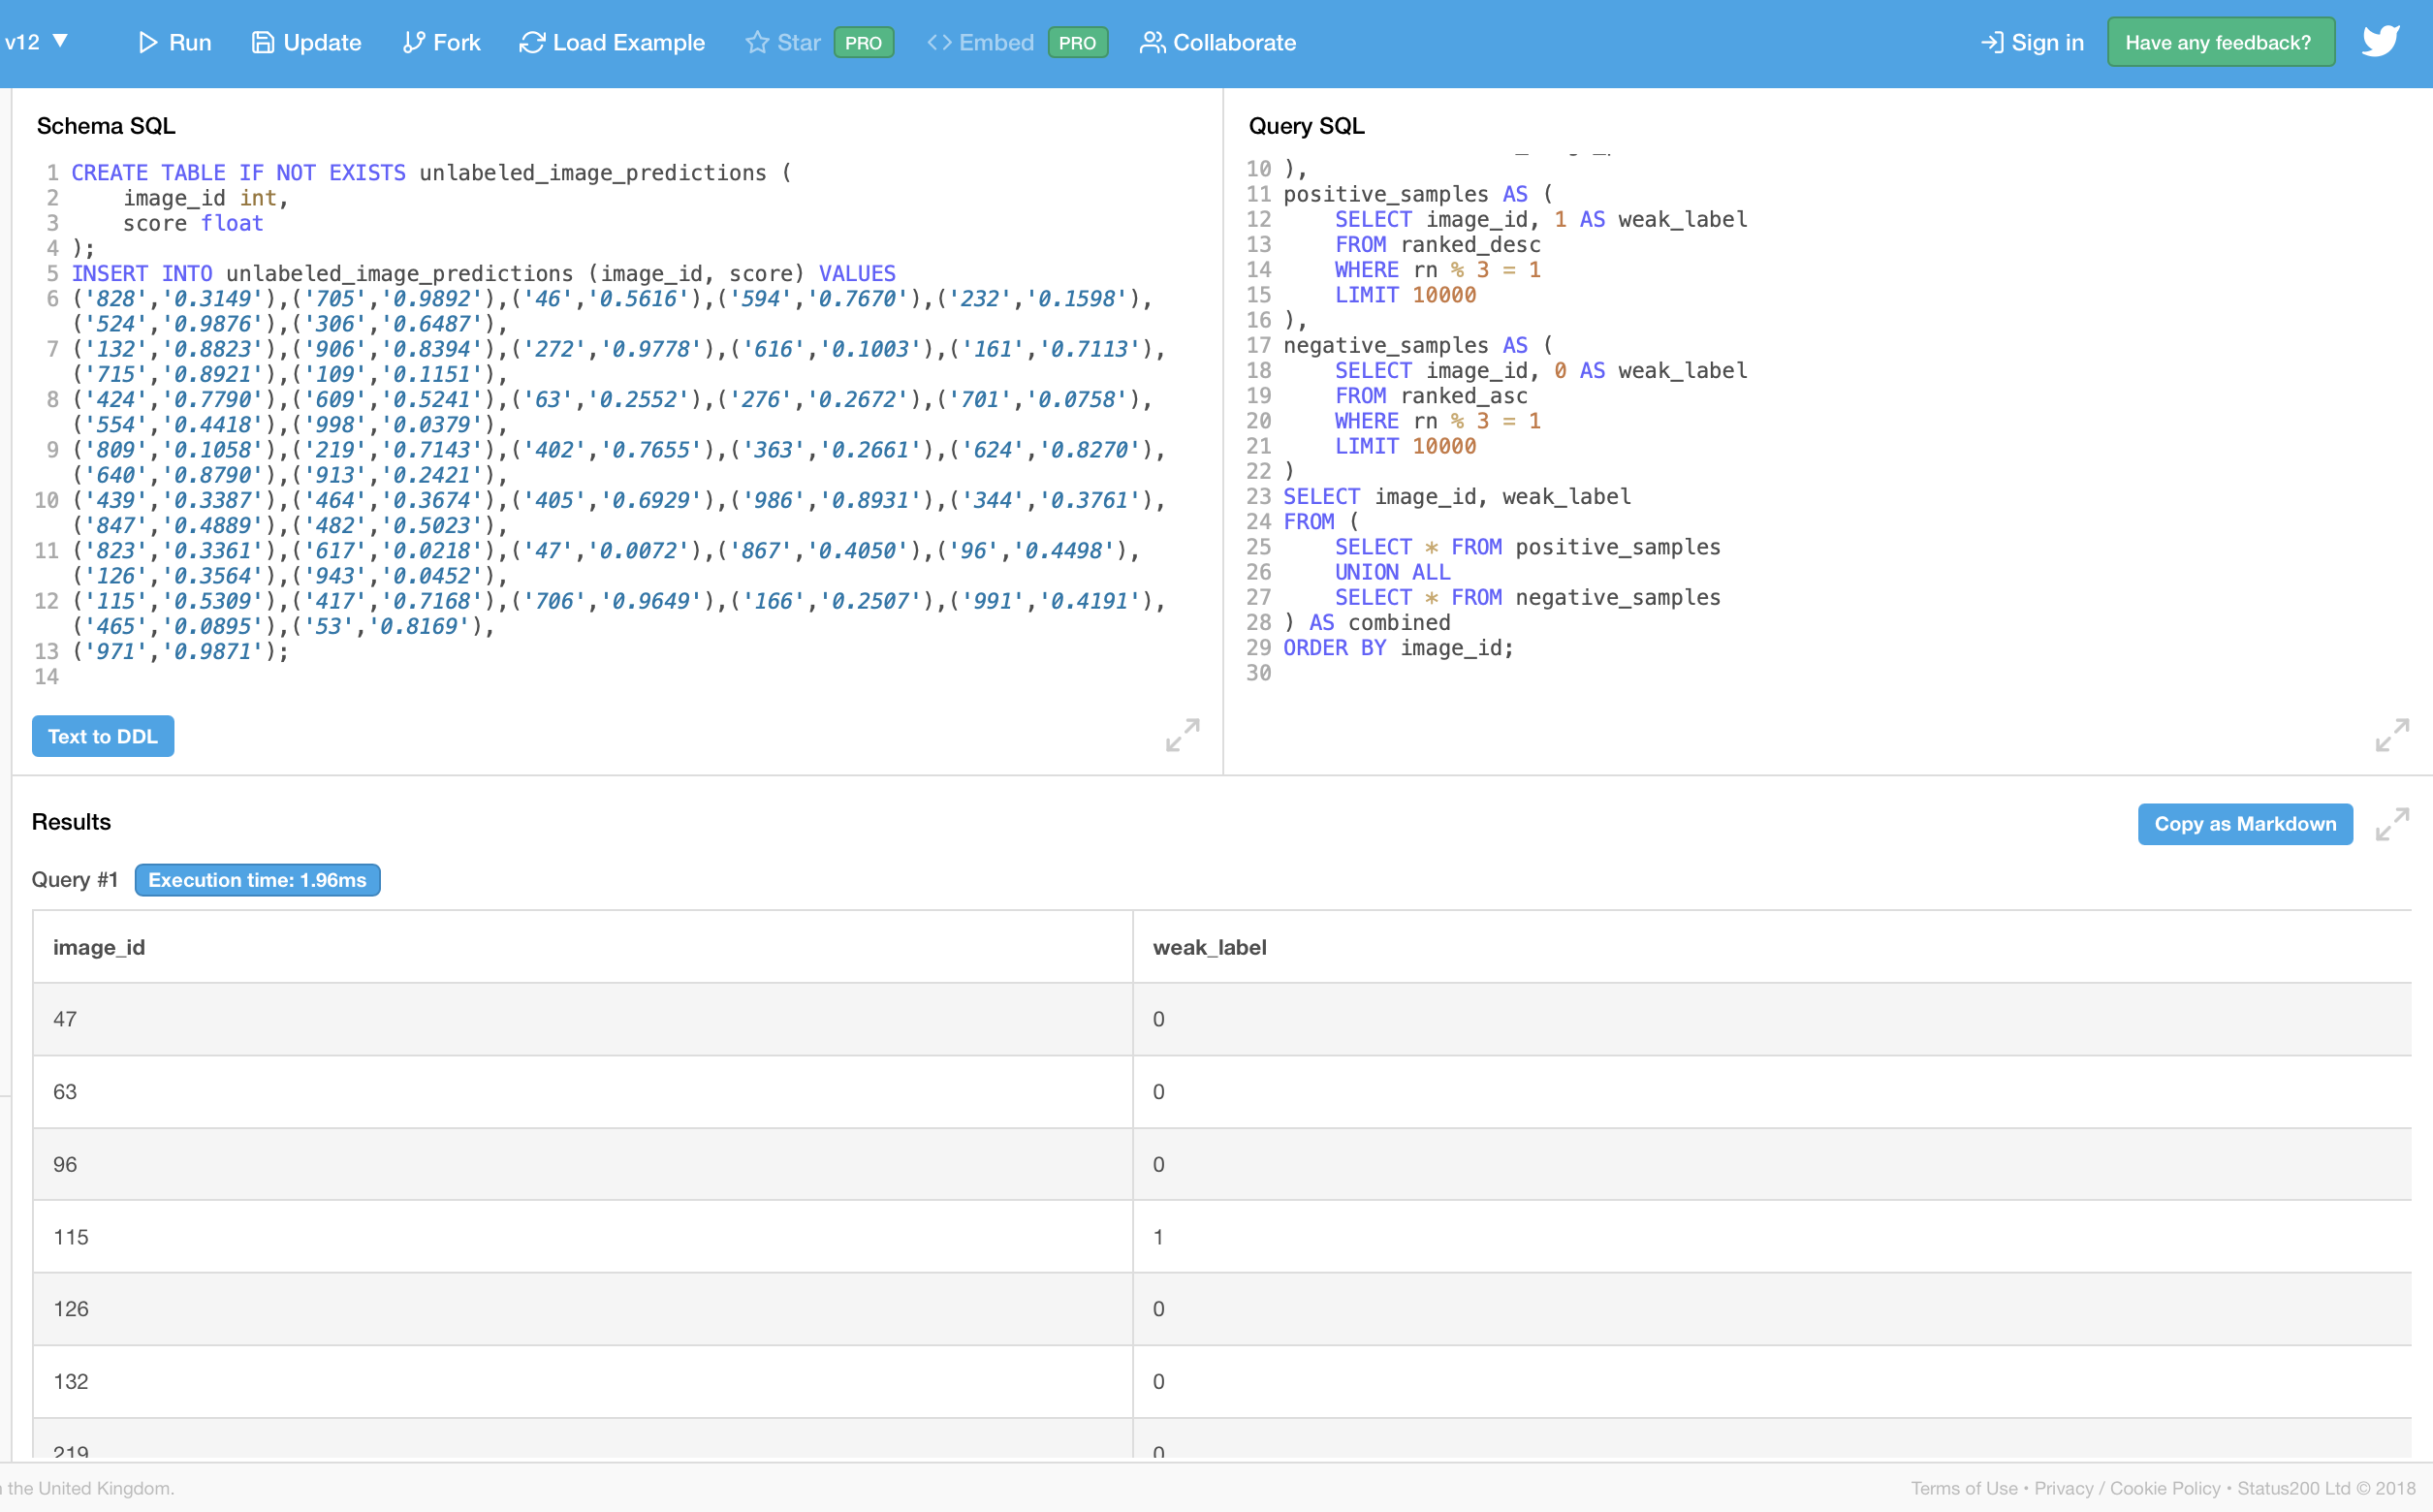 v12 ▼ Run Update Fork Load Example Star PRO Embed PRO Collaborate Sign in Have any feedback?
Schema SQL
1 CREATE TABLE IF NOT EXISTS unlabeled_image_predictions (
2 image_id int,
3 score float
4 );
5 INSERT INTO unlabeled_image_predictions (image_id, score) VALUES
6 ('828','0.3149'),('705','0.9892'),('46','0.5616'),('594','0.7670'),('232','0.1598'),
('524','0.9876'),('306','0.6487'),
7 ('132','0.8823'),('906','0.8394'),('272','0.9778'),('616','0.1003'),('161','0.7113'),
('715','0.8921'),('109','0.1151'),
8 ('424','0.7790'),('609','0.5241'),('63','0.2552'),('276','0.2672'),('701','0.0758'),
('554','0.4418'),('998','0.0379'),
9 ('809','0.1058'),('219','0.7143'),('402','0.7655'),('363','0.2661'),('624','0.8270'),
('640','0.8790'),('913','0.2421'),
10 ('439','0.3387'),('464','0.3674'),('405','0.6929'),('986','0.8931'),('344','0.3761'),
('847','0.4889'),('482','0.5023'),
11 ('823','0.3361'),('617','0.0218'),('47','0.0072'),('867','0.4050'),('96','0.4498'),
('126','0.3564'),('943','0.0452'),
12 ('115','0.5309'),('417','0.7168'),('706','0.9649'),('166','0.2507'),('991','0.4191'),
('465','0.0895'),('53','0.8169'),
13 ('971','0.9871');
14
Text to DDL
Query SQL
10 ),
11 positive_samples AS (
12 SELECT image_id, 1 AS weak_label
13 FROM ranked_desc
14 WHERE rn % 3 = 1
15 LIMIT 10000
16 ),
17 negative_samples AS (
18 SELECT image_id, 0 AS weak_label
19 FROM ranked_asc
20 WHERE rn % 3 = 1
21 LIMIT 10000
22 )
23 SELECT image_id, weak_label
24 FROM (
25 SELECT * FROM positive_samples
26 UNION ALL
27 SELECT * FROM negative_samples
28 ) AS combined
29 ORDER BY image_id;
30
Results
Copy as Markdown
Query #1 Execution time: 1.96ms
image_id weak_label
47 0
63 0
96 0
115 1
126 0
132 0
219 0
the United Kingdom.
Terms of Use • Privacy / Cookie Policy • Status200 Ltd © 2018